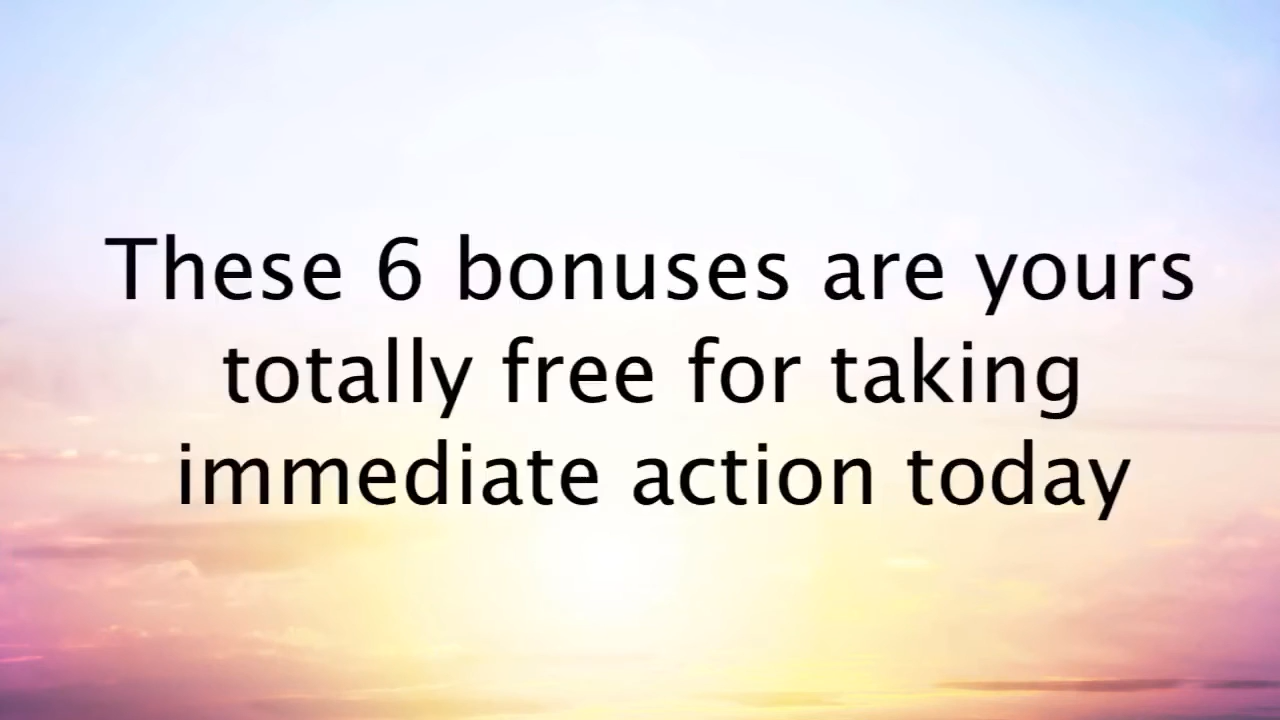 These 6 bonuses are yours
totally free for taking
immediate action today